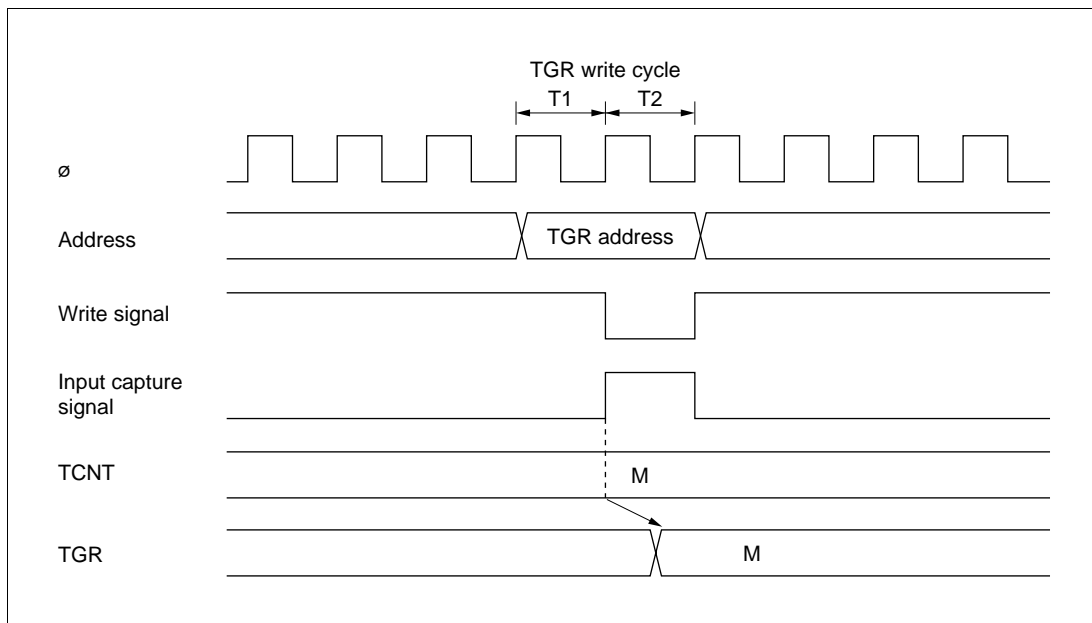 TGR write cycle
T1 T2
ø
Address
TGR address
Write signal
Input capture
signal
TCNT
M
TGR
M